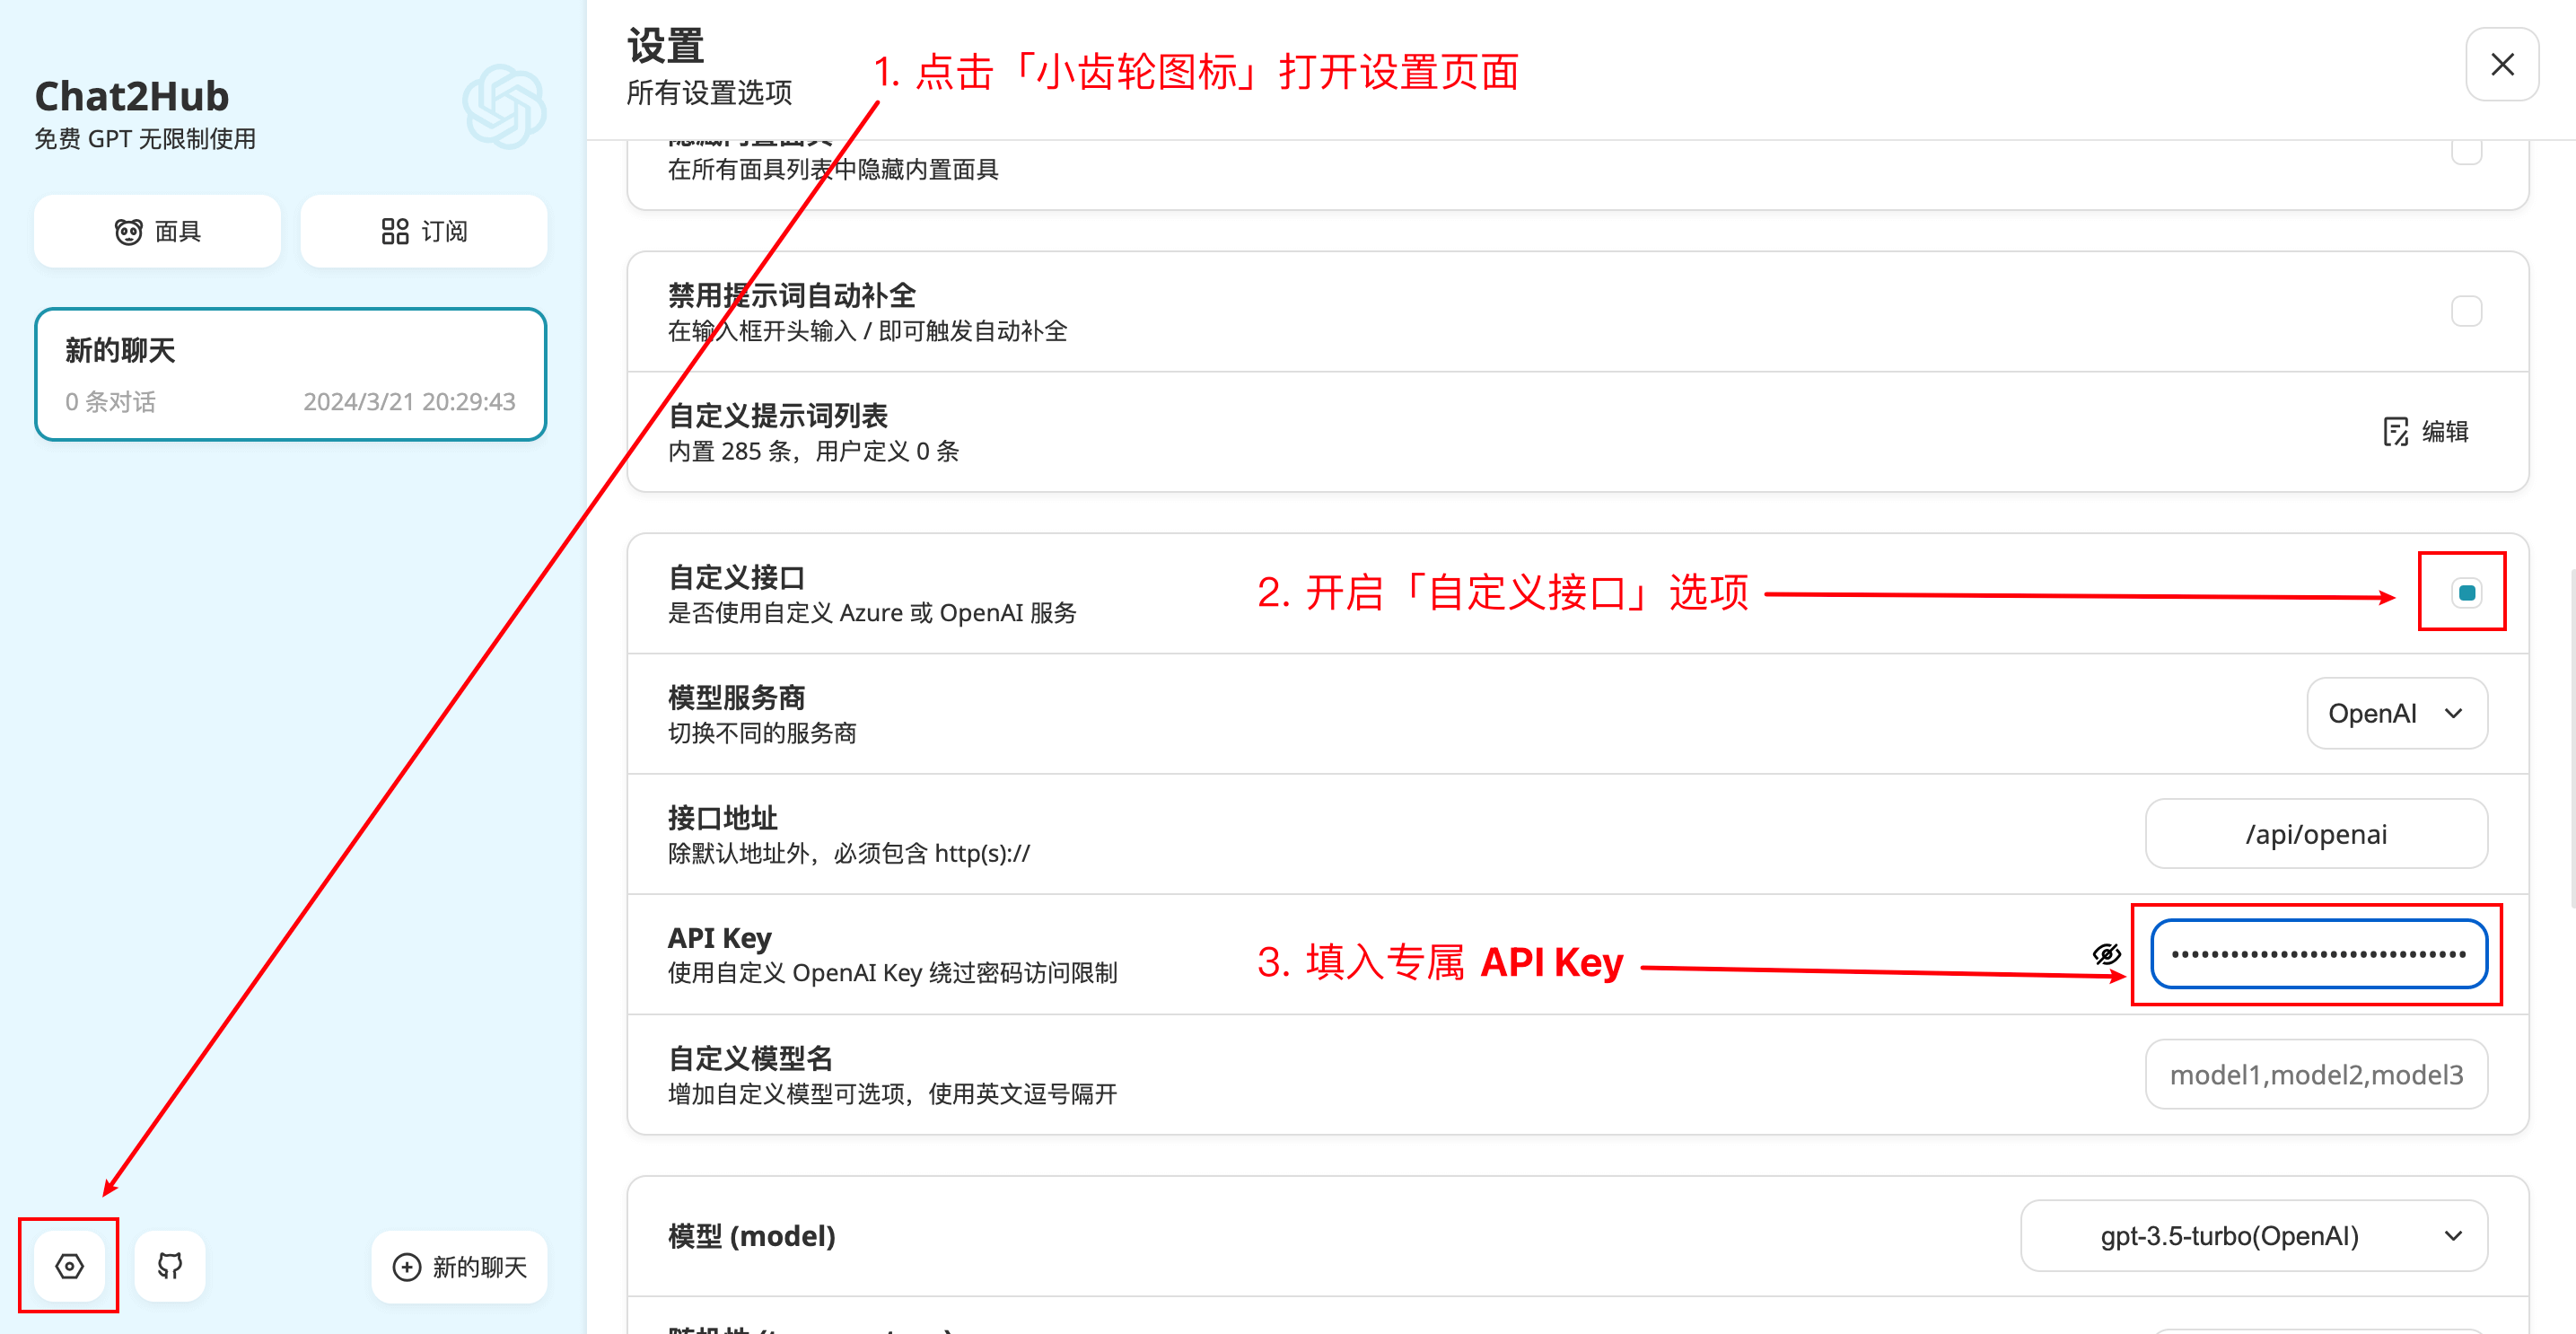 Chat2Hub
免费 GPT 无限制使用
面具
订阅
新的聊天
0 条对话
2024/3/21 20:29:43
新的聊天
设置
所有设置选项
1. 点击「小齿轮图标」打开设置页面
在所有面具列表中隐藏内置面具
禁用提示词自动补全
在输入框开头输入 / 即可触发自动补全
自定义提示词列表
内置 285 条，用户定义 0 条
编辑
自定义接口
是否使用自定义 Azure 或 OpenAI 服务
2. 开启「自定义接口」选项
模型服务商
切换不同的服务商
OpenAI
接口地址
除默认地址外，必须包含 http(s)://
/api/openai
API Key
使用自定义 OpenAI Key 绕过密码访问限制
3. 填入专属 API Key
自定义模型名
增加自定义模型可选项，使用英文逗号隔开
model1,model2,model3
模型 (model)
gpt-3.5-turbo(OpenAI)